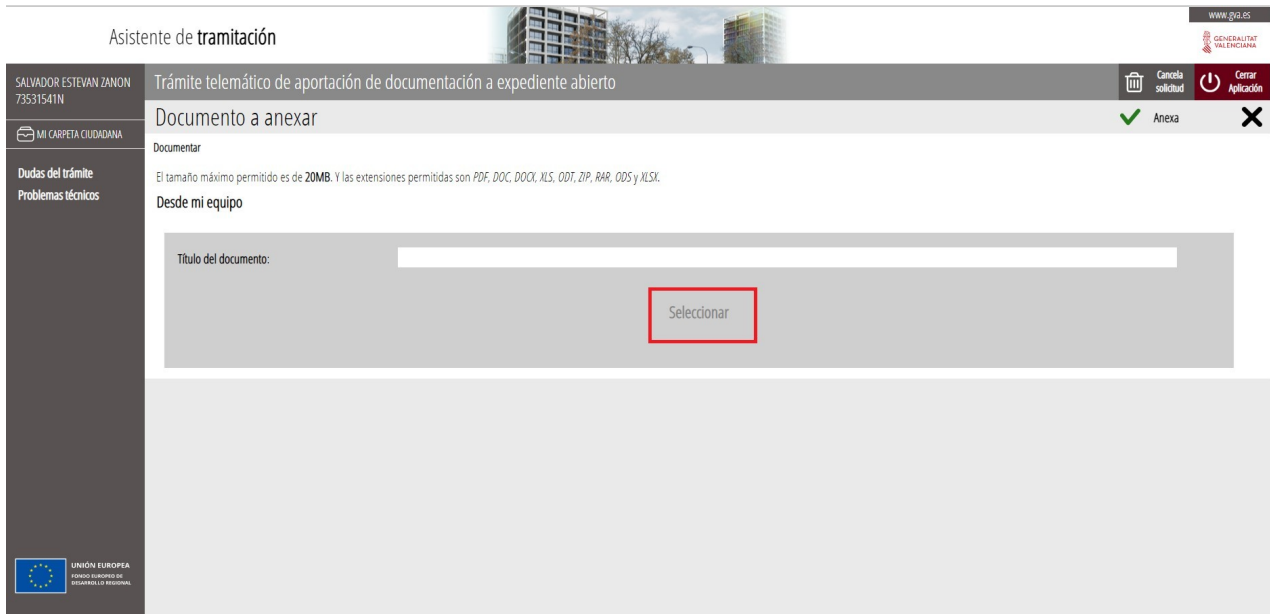 www.gva.es
Asistente de tramitación
GENERALITAT
VALENCIANA
SALVADOR ESTEVAN ZANON
73531541N
Trámite telemático de aportación de documentación a expediente abierto
Cancela
solicitud
Cerrar
Aplicación
Documento a anexar
Anexa
MI CARPETA CIUDADANA
Documentar
Dudas del trámite
El tamaño máximo permitido es de 20MB. Y las extensiones permitidas son PDF, DOC, DOCX, XLS, ODT, ZIP, RAR, ODS y XLSX.
Problemas técnicos
Desde mi equipo
Título del documento:
Seleccionar
UNIÓN EUROPEA
FONDO EUROPEO DE
DESARROLLO REGIONAL